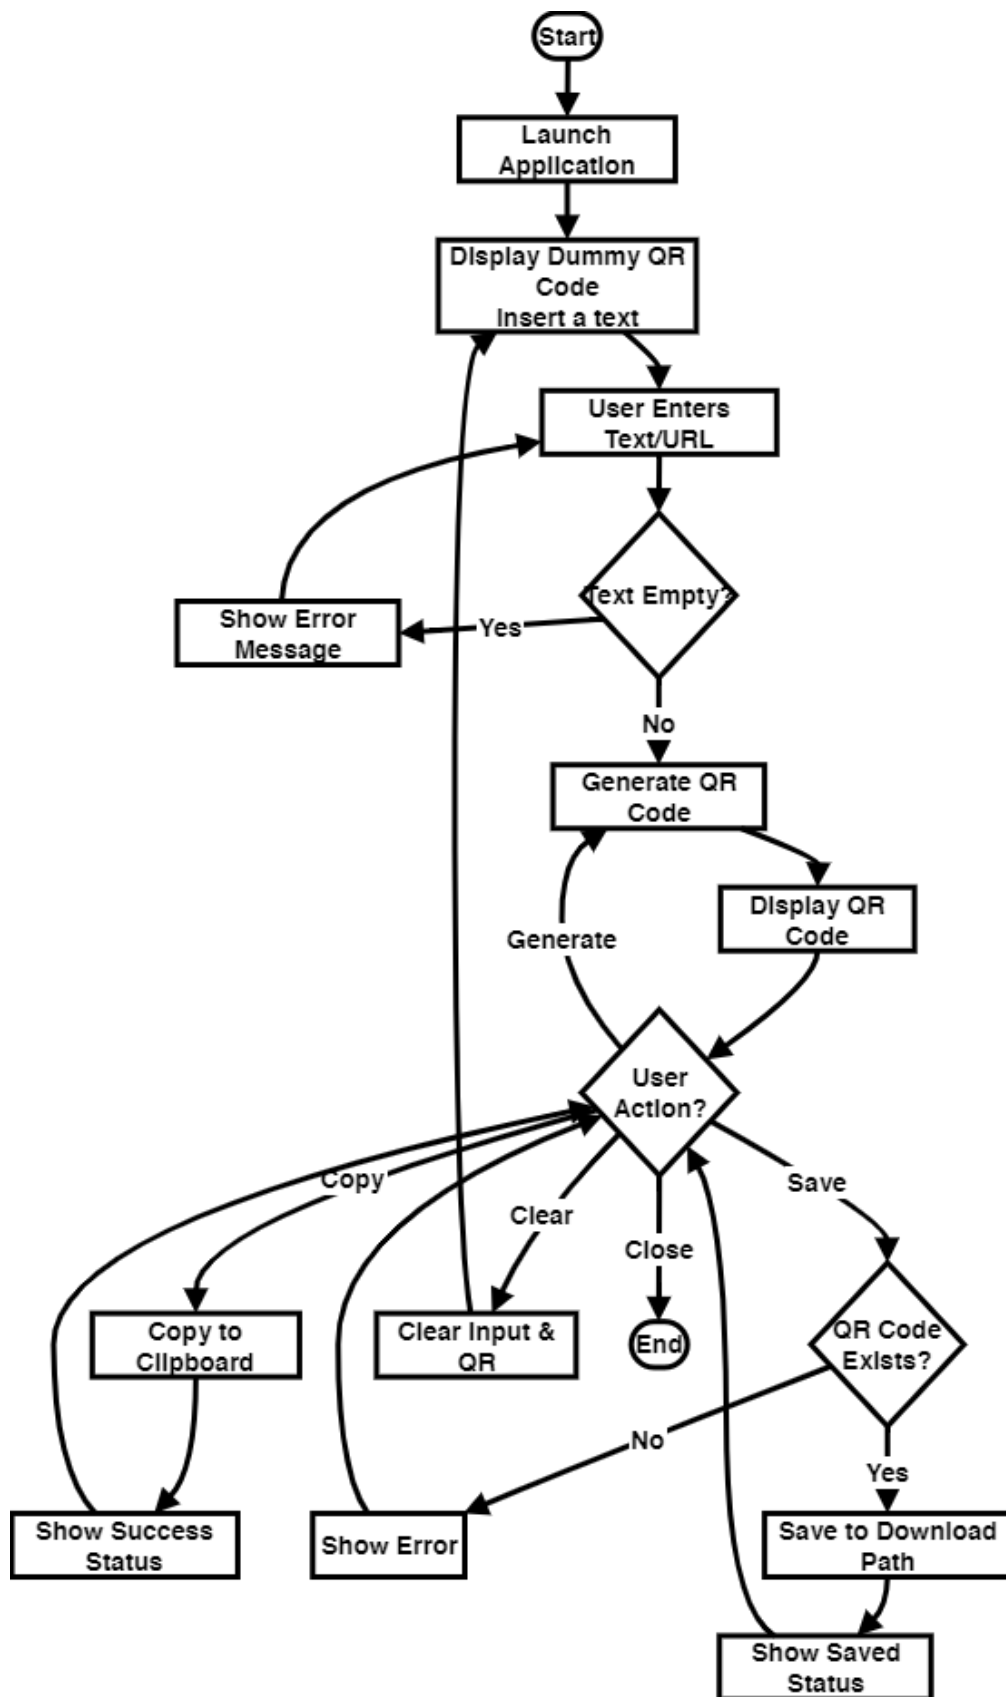 Start
Launch
Application
Display Dummy QR
Code
Insert a text
User Enters
Text/URL
Text Empty?
Show Error
Message
Yes
No
Generate QR
Code
Display QR
Code
Generate
User
Action?
Copy
Save
Clear
Close
Copy to
Clipboard
Clear Input &
QR
End
QR Code
Exists?
No
Yes
Show Success
Status
Show Error
Save to Download
Path
Show Saved
Status